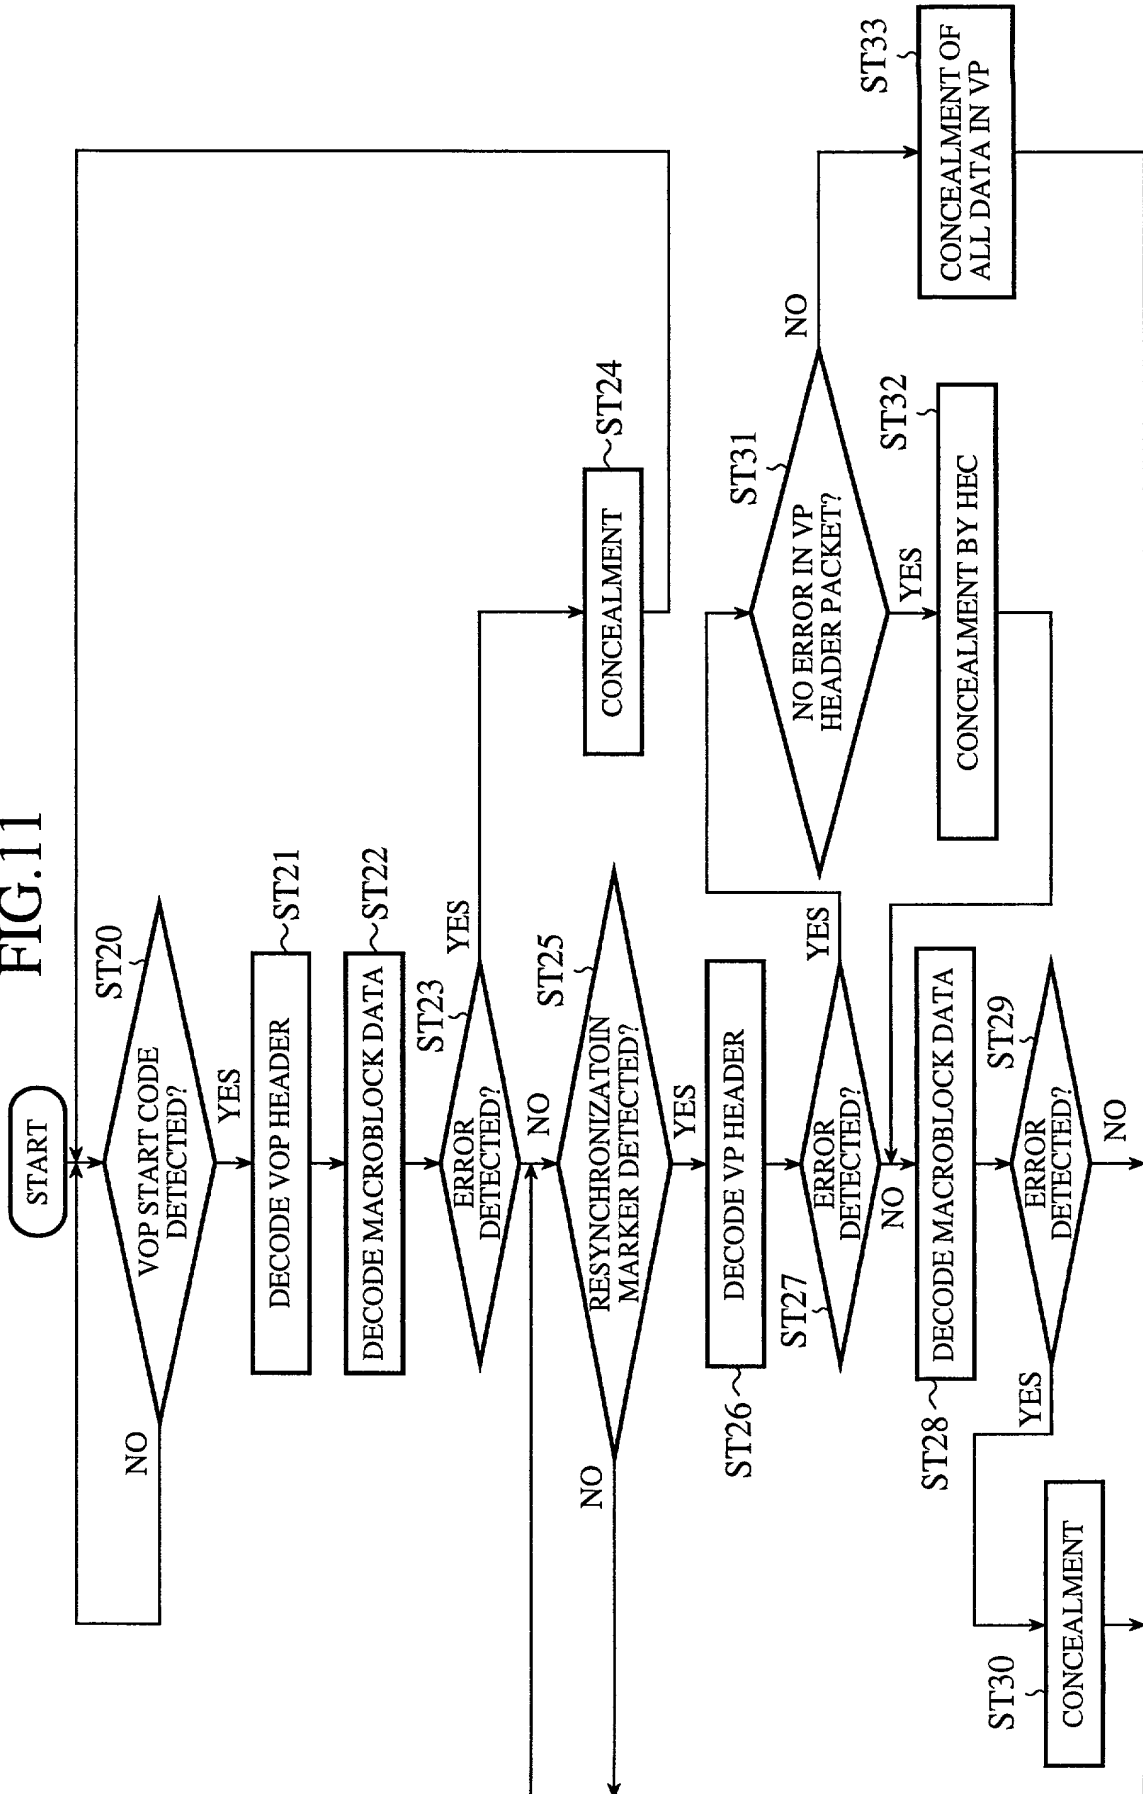 FIG.11
START
ST20
VOP START CODE
DETECTED?
NO
YES
DECODE VOP HEADER
ST21
DECODE MACROBLOCK DATA
ST22
ST23
ERROR
DETECTED?
YES
NO
CONCEALMENT
ST24
ST25
RESYNCHRONIZATOIN
MARKER DETECTED?
NO
YES
DECODE VP HEADER
ST26
ST27
ERROR
DETECTED?
YES
NO
ST31
NO ERROR IN VP
HEADER PACKET?
NO
YES
ST32
CONCEALMENT BY HEC
ST33
CONCEALMENT OF
ALL DATA IN VP
DECODE MACROBLOCK DATA
ST28
ST29
ERROR
DETECTED?
YES
NO
ST30
CONCEALMENT